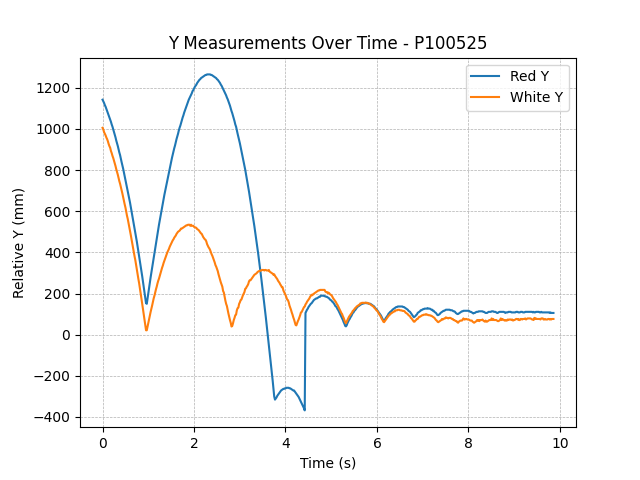 Y Measurements Over Time - P100525
Red Y
White Y
Relative Y (mm)
1200
1000
800
600
400
200
0
−200
−400
0 2 4 6 8 10
Time (s)